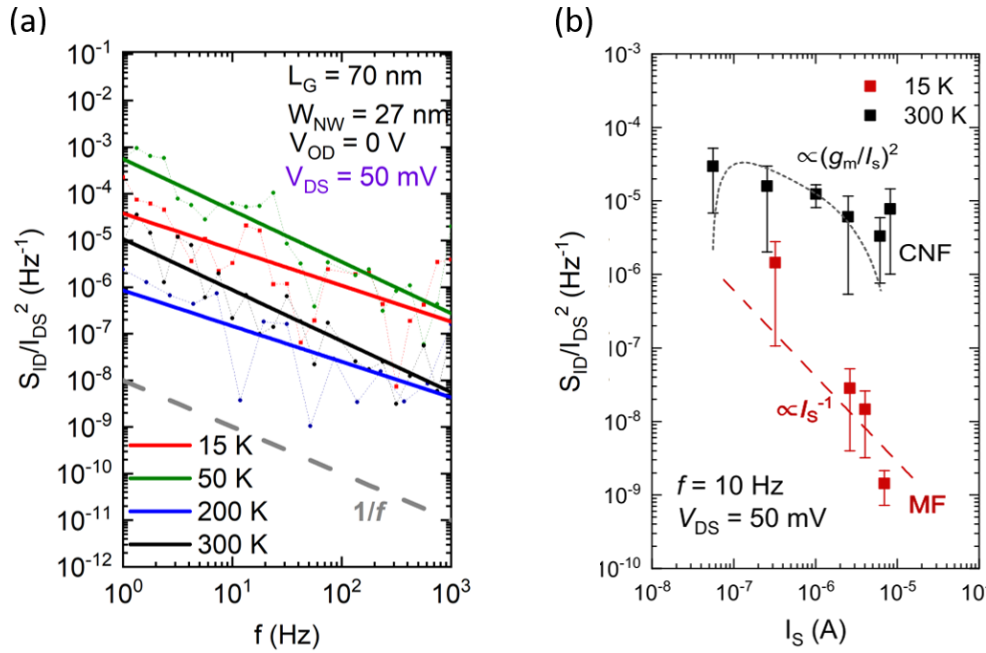 (a)
S_ID/I_DS^2 (Hz^-1)
10^-1
10^-2
10^-3
10^-4
10^-5
10^-6
10^-7
10^-8
10^-9
10^-10
10^-11
10^-12
L_G = 70 nm
W_NW = 27 nm
V_OD = 0 V
V_DS = 50 mV
15 K
50 K
200 K
300 K
1/f
10^0
10^1
10^2
10^3
f (Hz)
(b)
S_ID/I_DS^2 (Hz^-1)
10^-3
10^-4
10^-5
10^-6
10^-7
10^-8
10^-9
10^-10
15 K
300 K
∝(g_m/I_s)^2
CNF
∝I_S^-1
MF
f = 10 Hz
V_DS = 50 mV
10^-8
10^-7
10^-6
10^-5
10^-4
I_S (A)